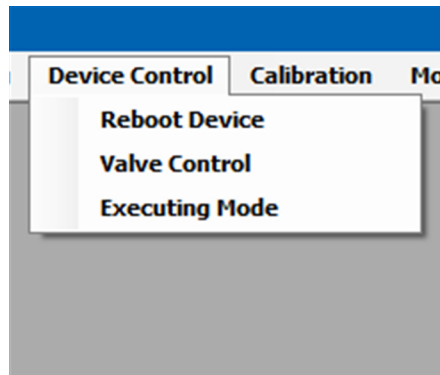 Device Control Calibration
Reboot Device
Valve Control
Executing Mode